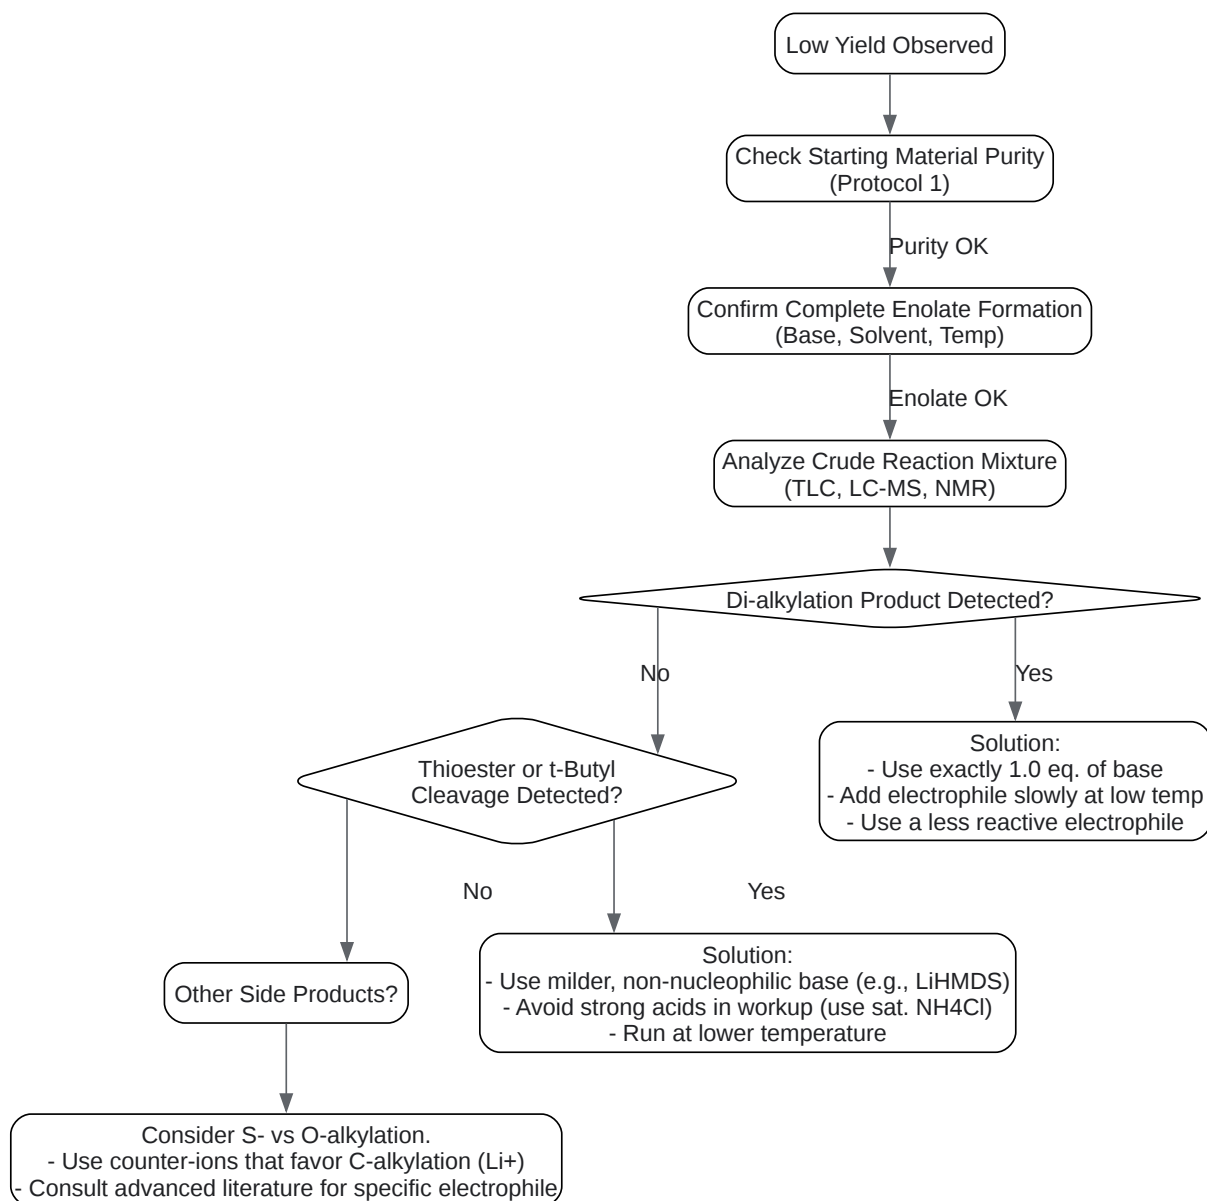 Low Yield Observed
Check Starting Material Purity
(Protocol 1)
Purity OK
Confirm Complete Enolate Formation
(Base, Solvent, Temp)
Enolate OK
Analyze Crude Reaction Mixture
(TLC, LC-MS, NMR)
Di-alkylation Product Detected?
No
Yes
Thioester or t-Butyl
Cleavage Detected?
Solution:
- Use exactly 1.0 eq. of base
- Add electrophile slowly at low temp
- Use a less reactive electrophile
No
Yes
Other Side Products?
Solution:
- Use milder, non-nucleophilic base (e.g., LiHMDS)
- Avoid strong acids in workup (use sat. NH4Cl)
- Run at lower temperature
Consider S- vs O-alkylation.
- Use counter-ions that favor C-alkylation (Li+)
- Consult advanced literature for specific electrophile